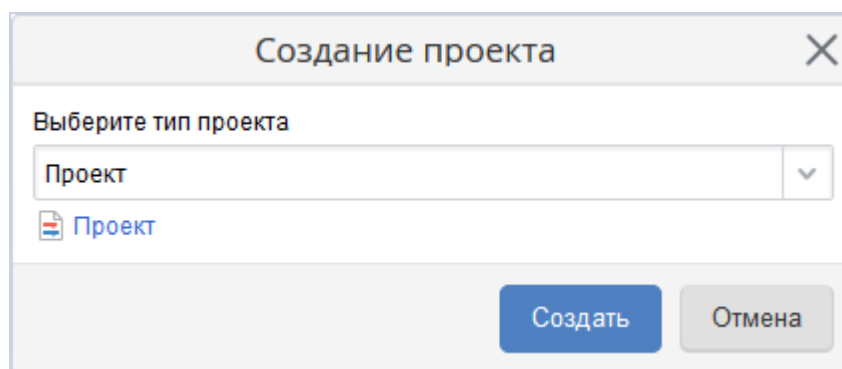 Создание проекта
Выберите тип проекта
Проект
Проект
Создать Отмена